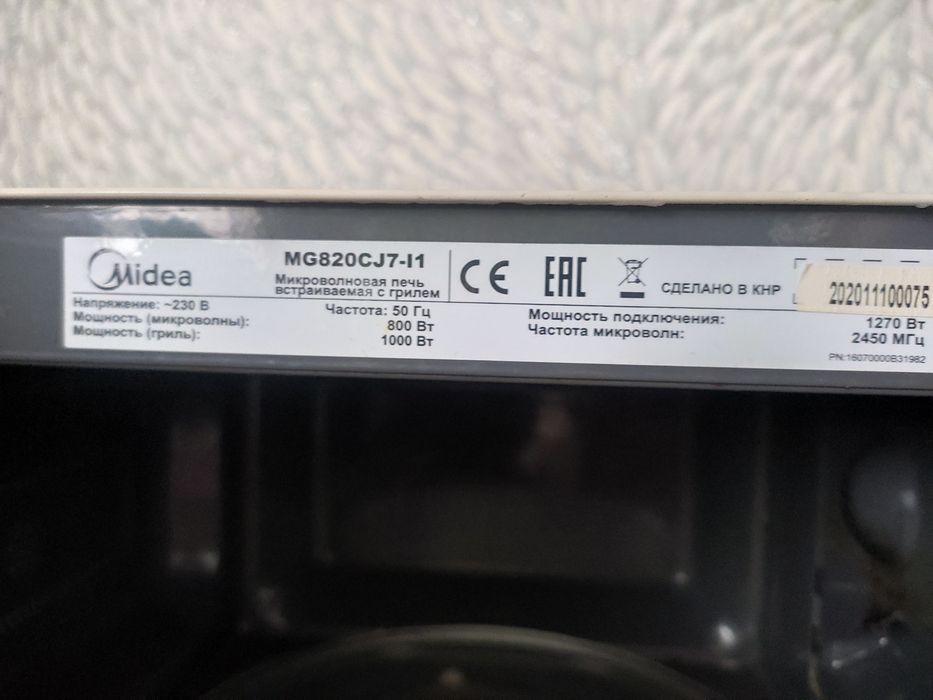 Midea
MG820CJ7-I1
Микроволновая печь
встраиваемая с грилем
CE
EAC
СДЕЛАНО В КНР
202011100075
Напряжение: ~230 В
Частота: 50 Гц
Мощность (микроволны):
800 Вт
Мощность (гриль):
1000 Вт
Мощность подключения:
1270 Вт
Частота микроволн:
2450 МГц
PN:16070000B31982